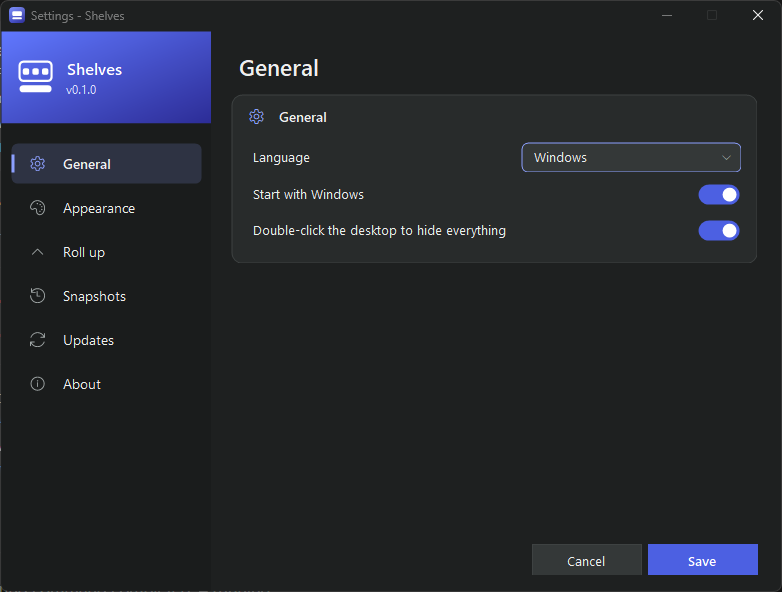 Settings - Shelves
Shelves
v0.1.0
General
Appearance
Roll up
Snapshots
Updates
About
General
General
Language
Windows
Start with Windows
Double-click the desktop to hide everything
Cancel
Save